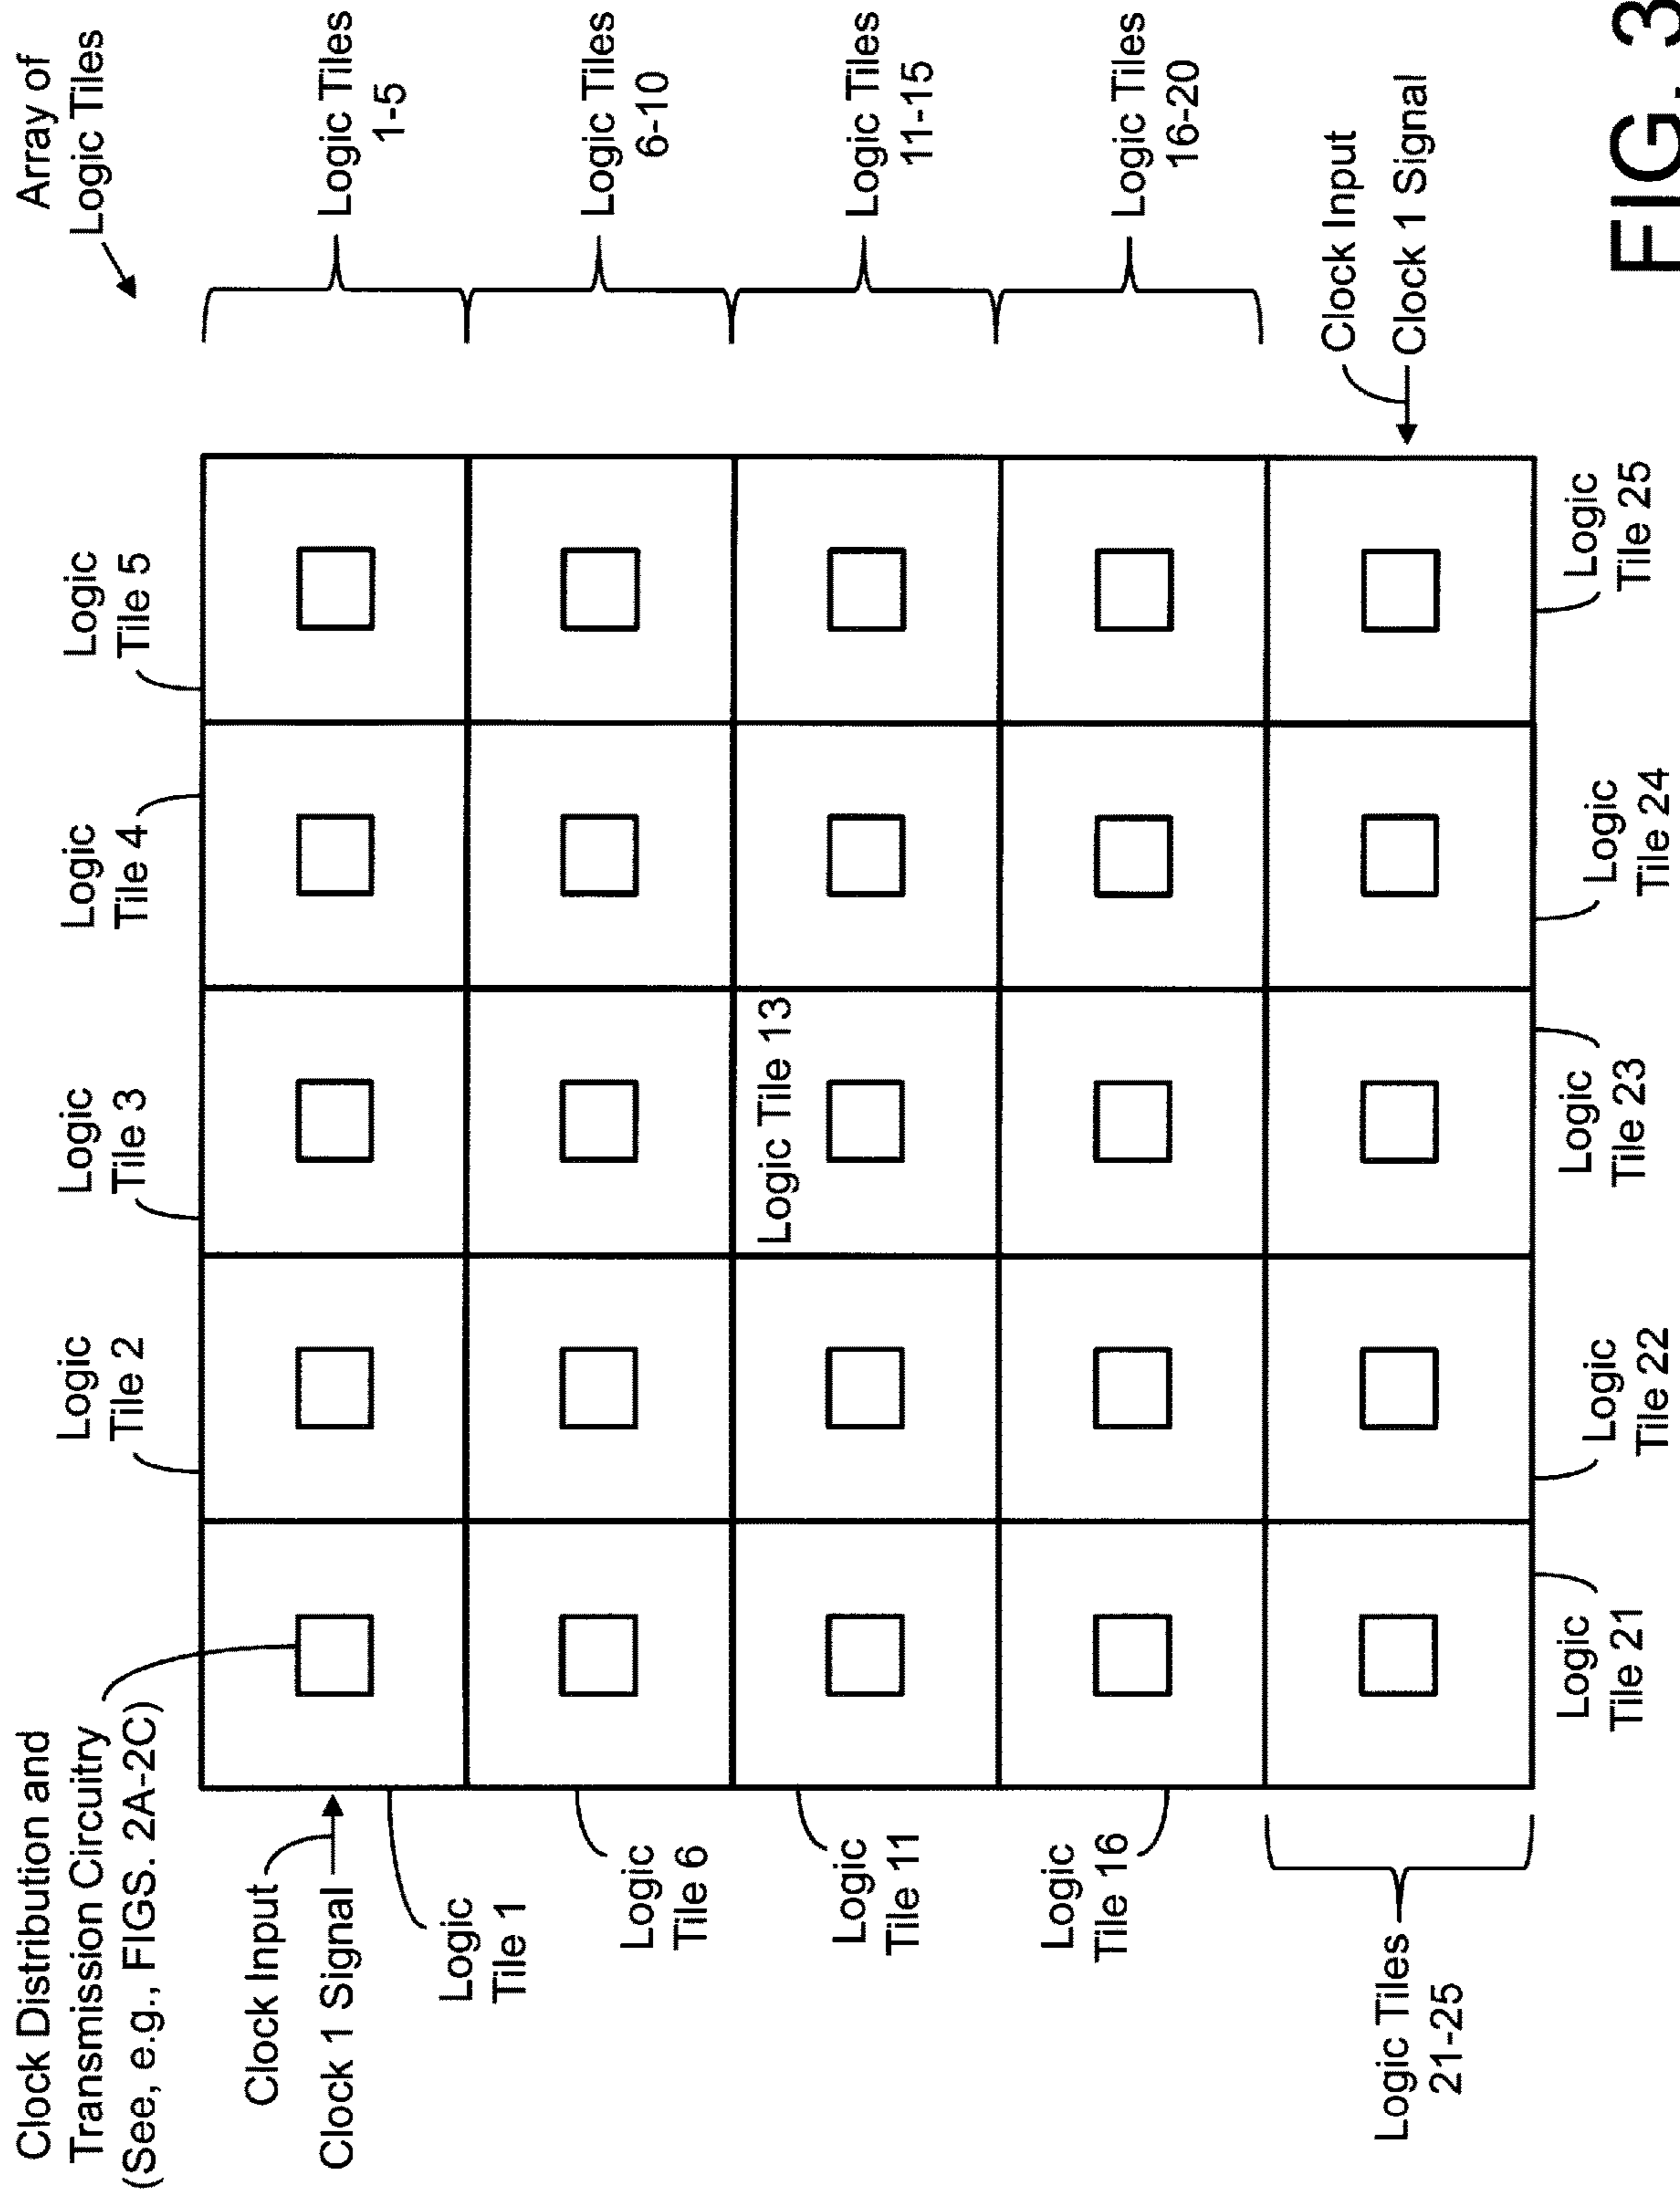 Array of
Logic Tiles
Clock Distribution and
Transmission Circuitry
(See, e.g., FIGS. 2A-2C)
Logic
Tile 2
Logic
Tile 3
Logic
Tile 4
Logic
Tile 5
Clock Input
Clock 1 Signal
Logic
Tile 1
Logic
Tile 6
Logic
Tile 11
Logic
Tile 16
Logic Tiles
21-25
Logic Tile 13
Logic Tiles
1-5
Logic Tiles
6-10
Logic Tiles
11-15
Logic Tiles
16-20
Clock Input
Clock 1 Signal
Logic
Tile 21
Logic
Tile 22
Logic
Tile 23
Logic
Tile 24
Logic
Tile 25
FIG. 3